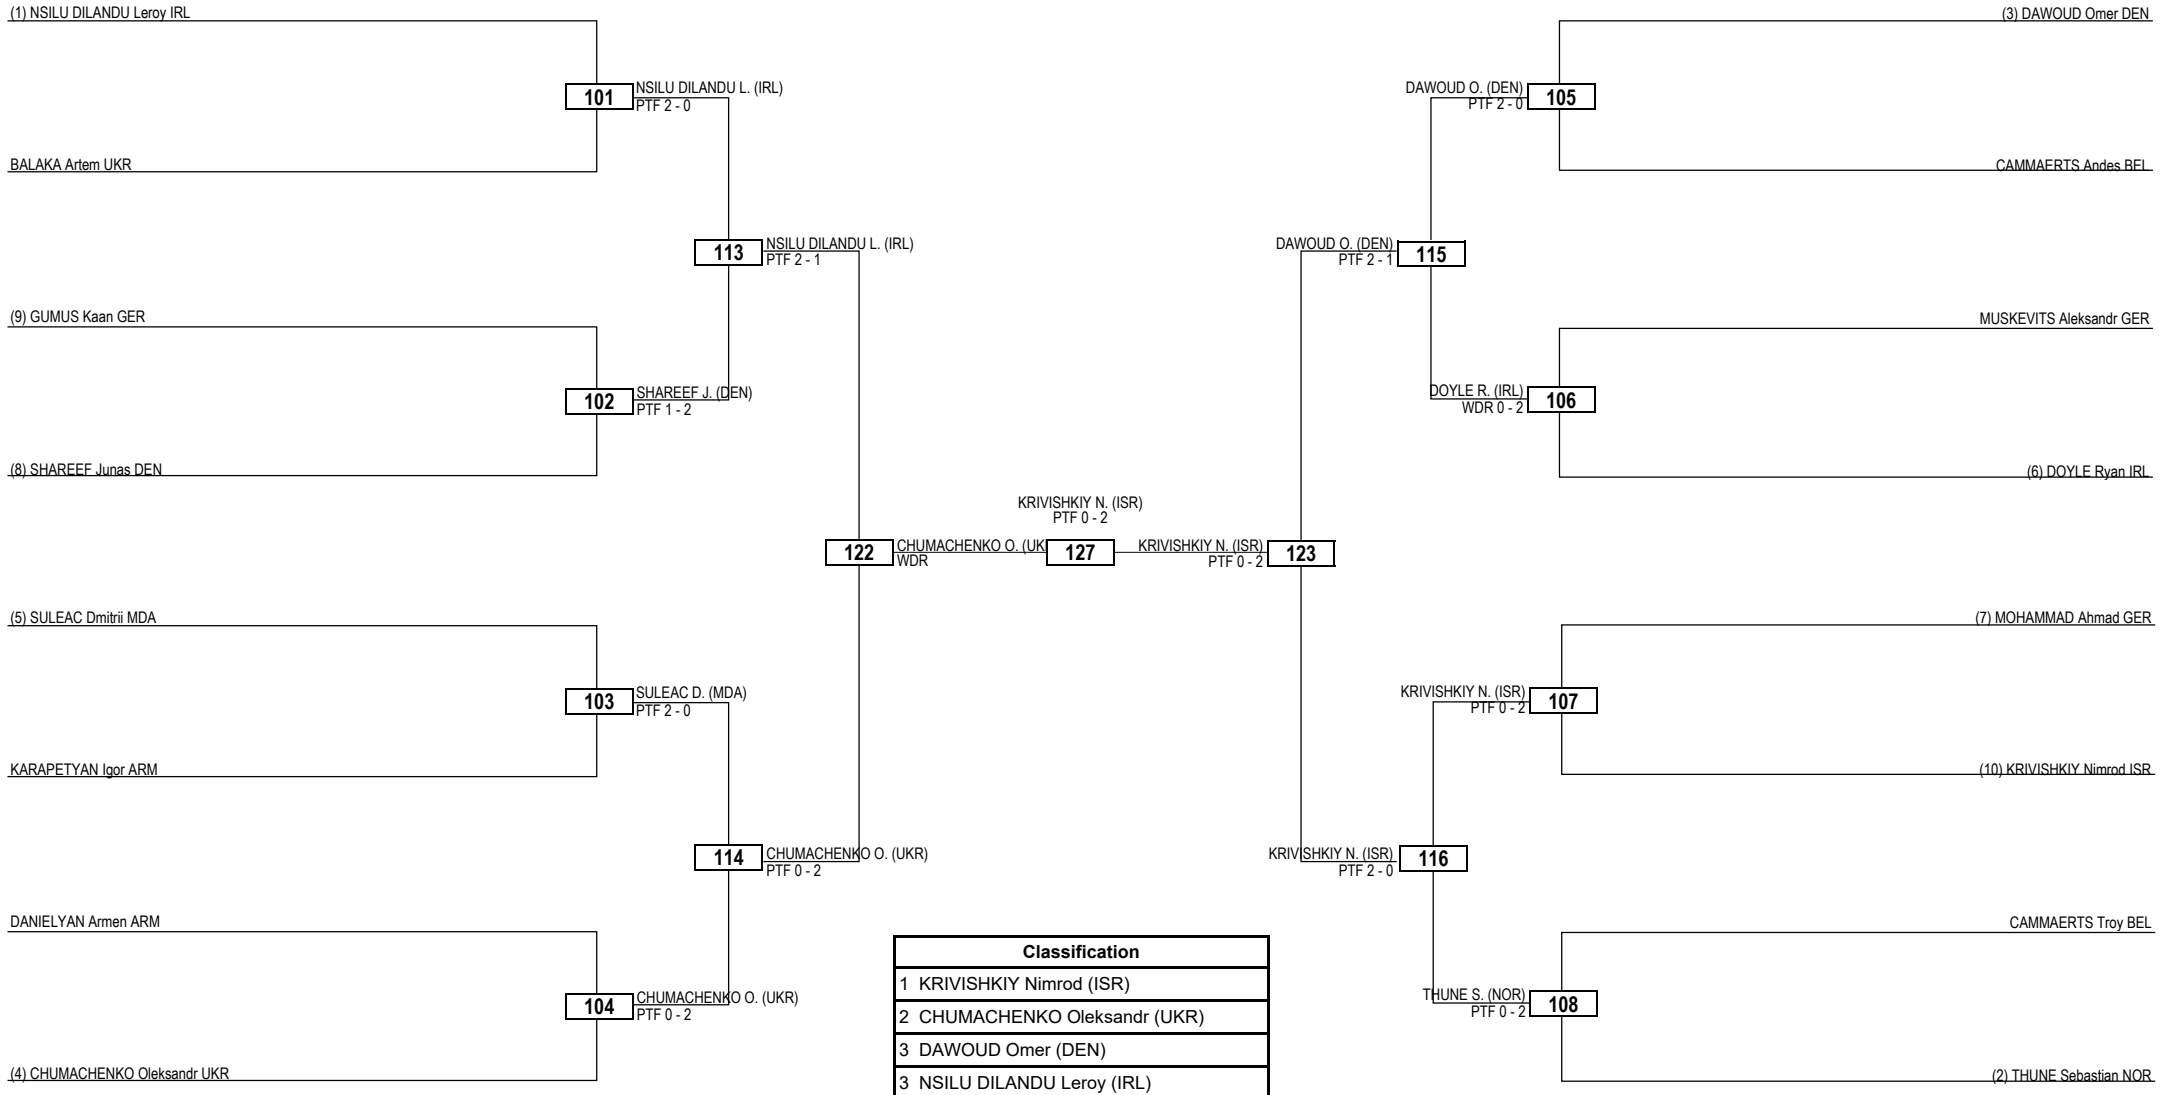 (1) NSILU DILANDU Leroy IRL
101
NSILU DILANDU L. (IRL)
PTF 2 - 0
BALAKA Artem UKR
113
NSILU DILANDU L. (IRL)
PTF 2 - 1
(9) GUMUS Kaan GER
102
SHAREEF J. (DEN)
PTF 1 - 2
(8) SHAREEF Junas DEN
122
CHUMACHENKO O. (UK
WDR
(5) SULEAC Dmitrii MDA
103
SULEAC D. (MDA)
PTF 2 - 0
KARAPETYAN Igor ARM
114
CHUMACHENKO O. (UKR)
PTF 0 - 2
DANIELYAN Armen ARM
104
CHUMACHENKO O. (UKR)
PTF 0 - 2
(4) CHUMACHENKO Oleksandr UKR
KRIVISHKIY N. (ISR)
PTF 0 - 2
127
(3) DAWOUD Omer DEN
DAWOUD O. (DEN)
PTF 2 - 0
105
CAMMAERTS Andes BEL
DAWOUD O. (DEN)
PTF 2 - 1
115
MUSKEVITS Aleksandr GER
DOYLE R. (IRL)
WDR 0 - 2
106
(6) DOYLE Ryan IRL
KRIVISHKIY N. (ISR)
PTF 0 - 2
123
(7) MOHAMMAD Ahmad GER
KRIVISHKIY N. (ISR)
PTF 0 - 2
107
(10) KRIVISHKIY Nimrod ISR
KRIVISHKIY N. (ISR)
PTF 2 - 0
116
CAMMAERTS Troy BEL
THUNE S. (NOR)
PTF 0 - 2
108
(2) THUNE Sebastian NOR
Classification
1 KRIVISHKIY Nimrod (ISR)
2 CHUMACHENKO Oleksandr (UKR)
3 DAWOUD Omer (DEN)
3 NSILU DILANDU Leroy (IRL)